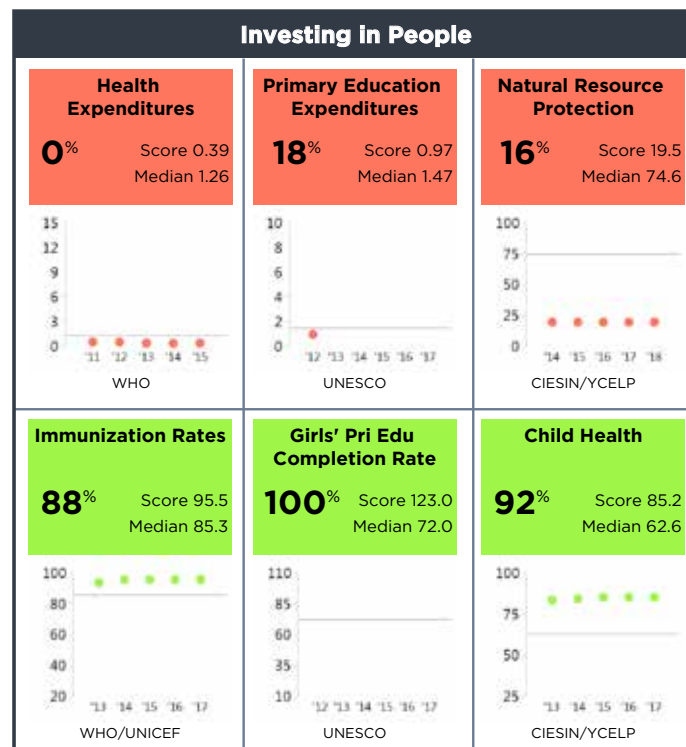 Investing in People
Health
Expenditures
0%
Score 0.39
Median 1.26
15
12
9
6
3
0
'11 '12 '13 '14 '15
WHO
Primary Education
Expenditures
18%
Score 0.97
Median 1.47
10
8
6
4
2
0
'12 '13 '14 '15 '16 '17
UNESCO
Natural Resource
Protection
16%
Score 19.5
Median 74.6
100
75
50
25
0
'14 '15 '16 '17 '18
CIESIN/YCELP
Immunization Rates
88%
Score 95.5
Median 85.3
100
80
60
40
20
'13 '14 '15 '16 '17
WHO/UNICEF
Girls' Pri Edu
Completion Rate
100%
Score 123.0
Median 72.0
110
85
60
35
10
'12 '13 '14 '15 '16 '17
UNESCO
Child Health
92%
Score 85.2
Median 62.6
100
75
50
25
'13 '14 '15 '16 '17
CIESIN/YCELP